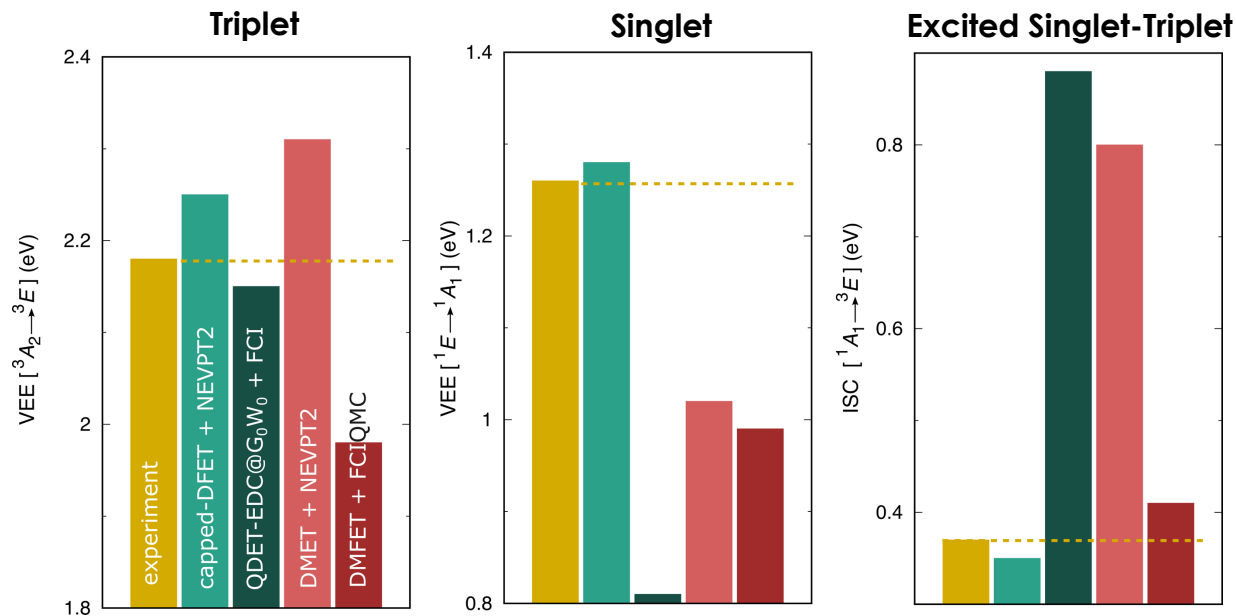 Triplet
VEE [ ³A₂⟶³E ] (eV)
2.4
2.2
2
1.8
experiment
capped-DFET + NEVPT2
QDET-EDC@G₀W₀ + FCI
DMET + NEVPT2
DMFET + FCIQMC
Singlet
VEE [ ¹E⟶¹A₁ ] (eV)
1.4
1.2
1
0.8
Excited Singlet-Triplet
ISC [ ¹A₁⟶³E ] (eV)
0.8
0.6
0.4